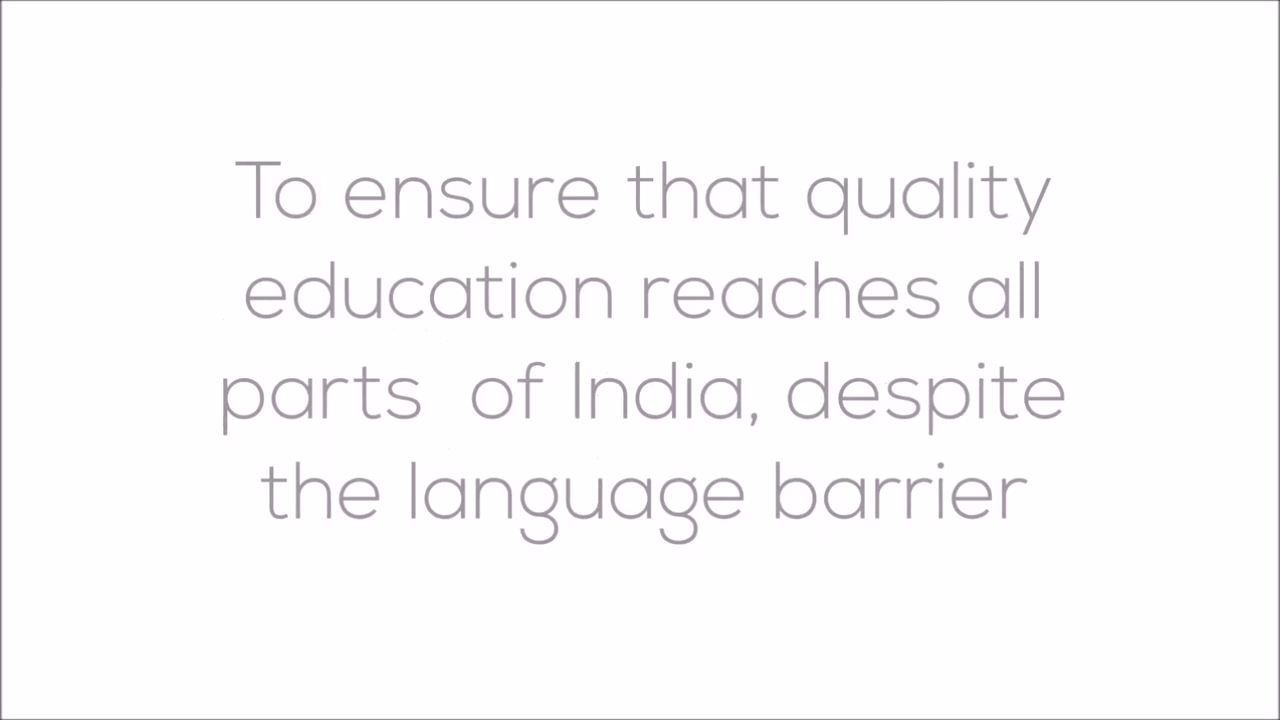 To ensure that quality
education reaches all
parts  of India, despite
the language barrier